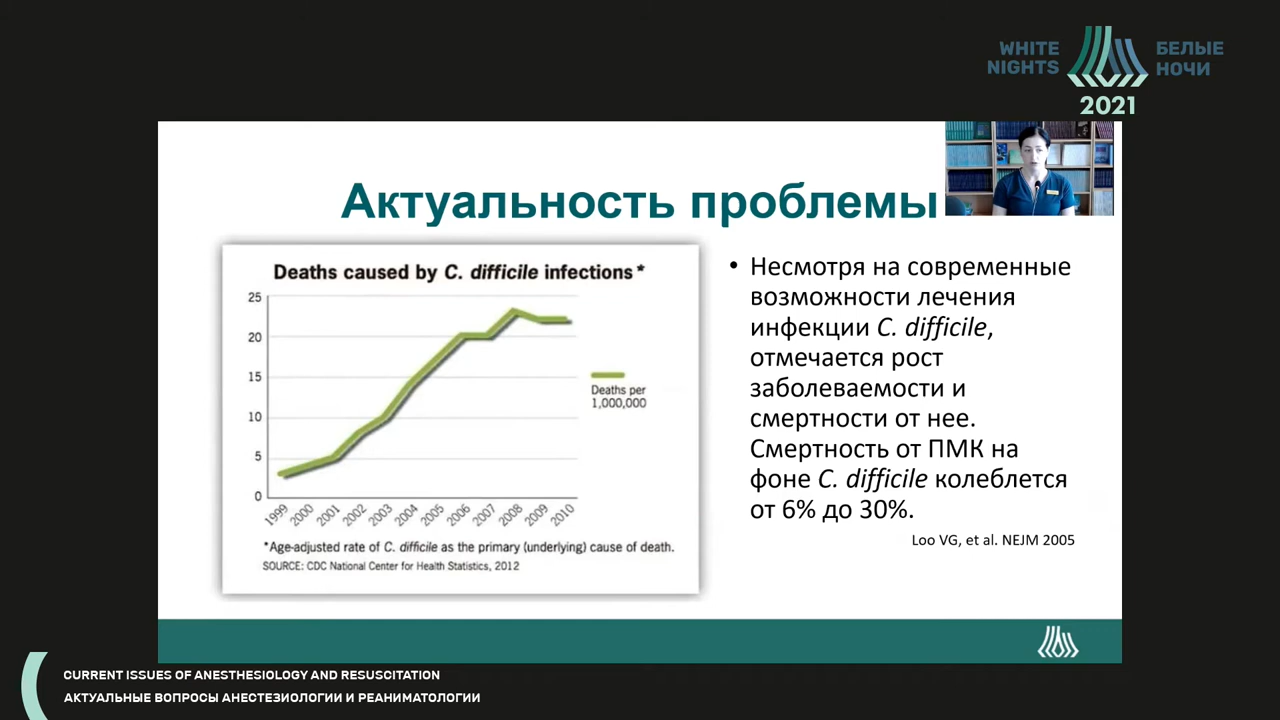 WHITE
NIGHTS
БЕЛЫЕ
НОЧИ
2021
Актуальность проблемы
Deaths caused by C. difficile infections*
25
20
15
10
5
0
1999
2000
2001
2002
2003
2004
2005
2006
2007
2008
2009
2010
Deaths per
1,000,000
*Age-adjusted rate of C. difficile as the primary (underlying) cause of death.
SOURCE: CDC National Center for Health Statistics, 2012
• Несмотря на современные
возможности лечения
инфекции C. difficile,
отмечается рост
заболеваемости и
смертности от нее.
Смертность от ПМК на
фоне C. difficile колеблется
от 6% до 30%.
Loo VG, et al. NEJM 2005
CURRENT ISSUES OF ANESTHESIOLOGY AND RESUSCITATION
АКТУАЛЬНЫЕ ВОПРОСЫ АНЕСТЕЗИОЛОГИИ И РЕАНИМАТОЛОГИИ